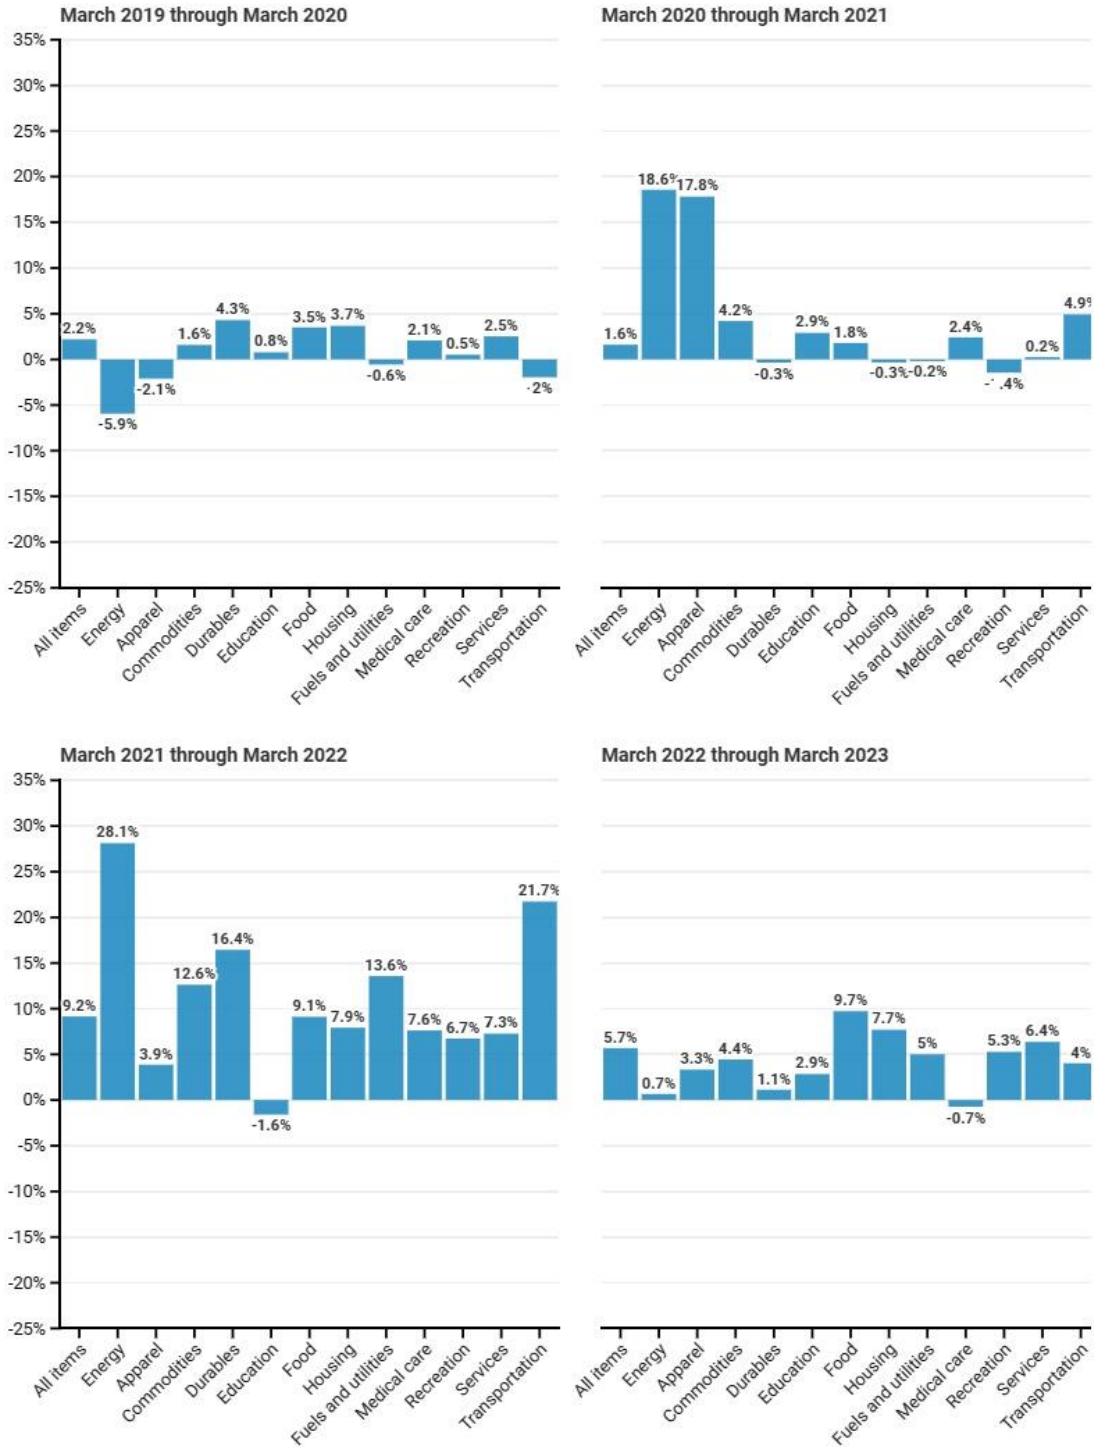 March 2019 through March 2020
35%
30%
25%
20%
15%
10%
5%
0%
-5%
-10%
-15%
-20%
-25%
2.2%
-5.9%
-2.1%
1.6%
4.3%
0.8%
3.5%
3.7%
-0.6%
2.1%
0.5%
2.5%
-2%
All items
Energy
Apparel
Commodities
Durables
Education
Food
Housing
Fuels and utilities
Medical care
Recreation
Services
Transportation
March 2020 through March 2021
1.6%
18.6%
17.8%
4.2%
-0.3%
2.9%
1.8%
-0.3%
-0.2%
2.4%
0.2%
4.9%
All items
Energy
Apparel
Commodities
Durables
Education
Food
Housing
Fuels and utilities
Medical care
Recreation
Services
Transportation
March 2021 through March 2022
35%
30%
25%
20%
15%
10%
5%
0%
-5%
-10%
-15%
-20%
-25%
9.2%
28.1%
3.9%
12.6%
16.4%
-1.6%
9.1%
7.9%
13.6%
7.6%
6.7%
7.3%
21.7%
All items
Energy
Apparel
Commodities
Durables
Education
Food
Housing
Fuels and utilities
Medical care
Recreation
Services
Transportation
March 2022 through March 2023
5.7%
0.7%
3.3%
4.4%
1.1%
2.9%
9.7%
7.7%
5%
-0.7%
5.3%
6.4%
4%
All items
Energy
Apparel
Commodities
Durables
Education
Food
Housing
Fuels and utilities
Medical care
Recreation
Services
Transportation